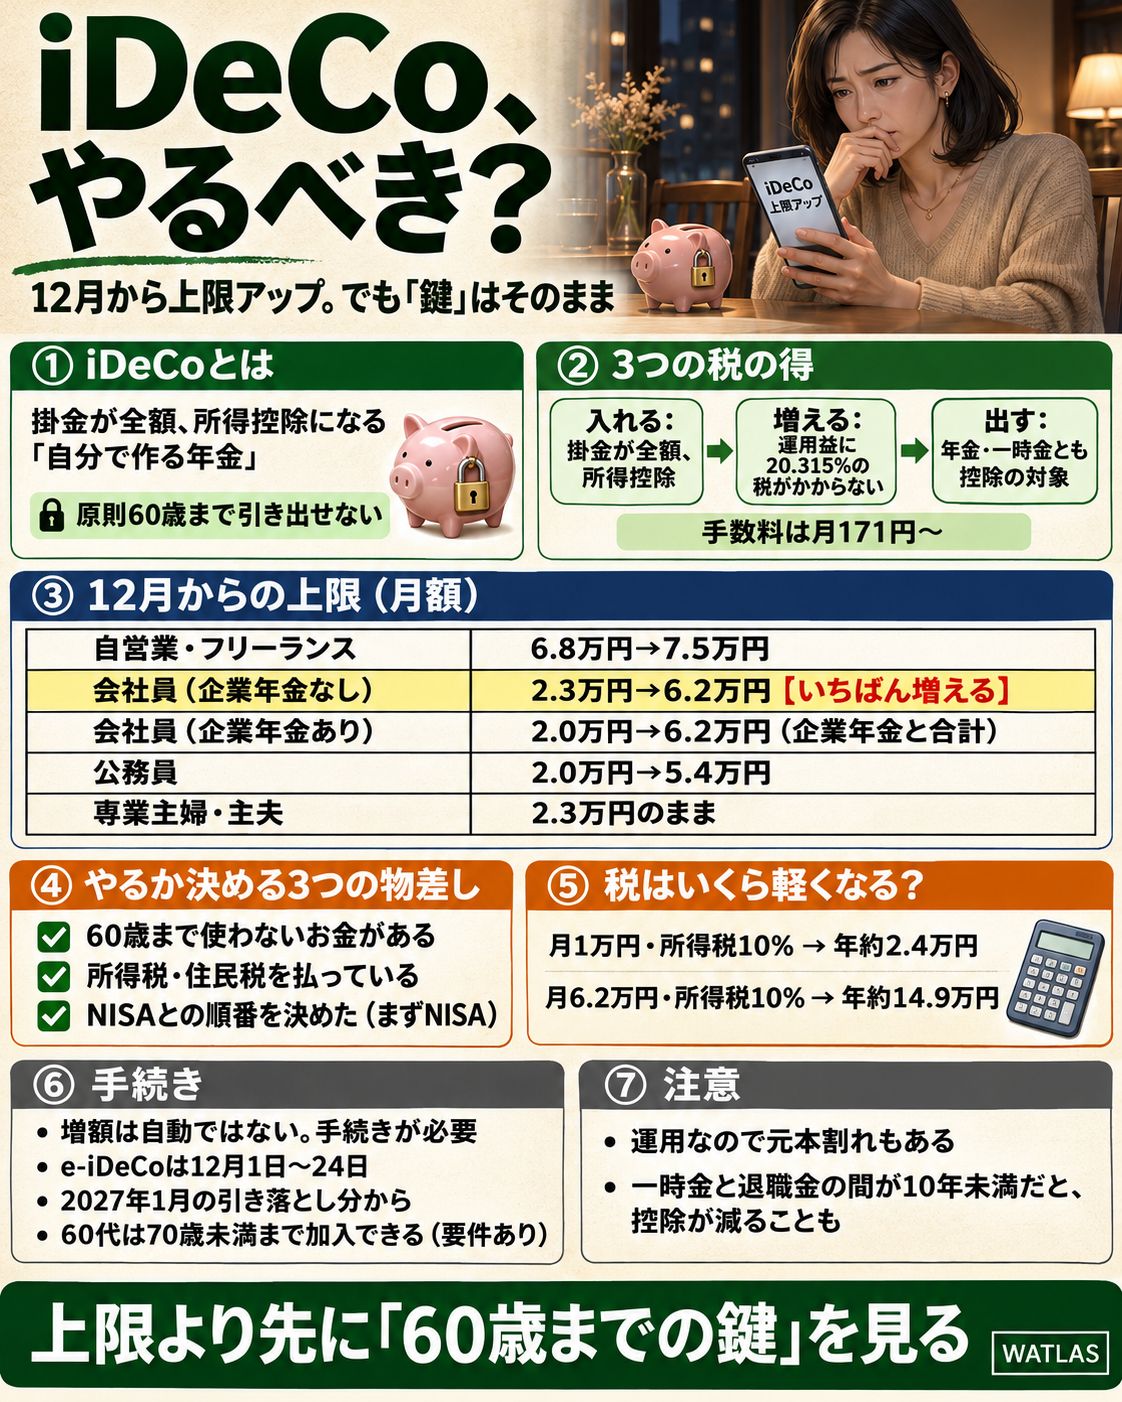 iDeCo、
やるべき?
12月から上限アップ。でも「鍵」はそのまま
iDeCo
上限アップ
① iDeCoとは
掛金が全額、所得控除になる
「自分で作る年金」
原則60歳まで引き出せない
② 3つの税の得
入れる:
掛金が全額、
所得控除
増える:
運用益に
20.315%の
税がかからない
出す:
年金・一時金とも
控除の対象
手数料は月171円〜
③ 12月からの上限(月額)
自営業・フリーランス 6.8万円→7.5万円
会社員(企業年金なし) 2.3万円→6.2万円【いちばん増える】
会社員(企業年金あり) 2.0万円→6.2万円(企業年金と合計)
公務員 2.0万円→5.4万円
専業主婦・主夫 2.3万円のまま
④ やるか決める3つの物差し
60歳まで使わないお金がある
所得税・住民税を払っている
NISAとの順番を決めた(まずNISA)
⑤ 税はいくら軽くなる?
月1万円・所得税10% → 年約2.4万円
月6.2万円・所得税10% → 年約14.9万円
⑥ 手続き
• 増額は自動ではない。手続きが必要
• e-iDeCoは12月1日〜24日
• 2027年1月の引き落とし分から
• 60代は70歳未満まで加入できる(要件あり)
⑦ 注意
• 運用なので元本割れもある
• 一時金と退職金の間が10年未満だと、
控除が減ることも
上限より先に「60歳までの鍵」を見る
WATLAS